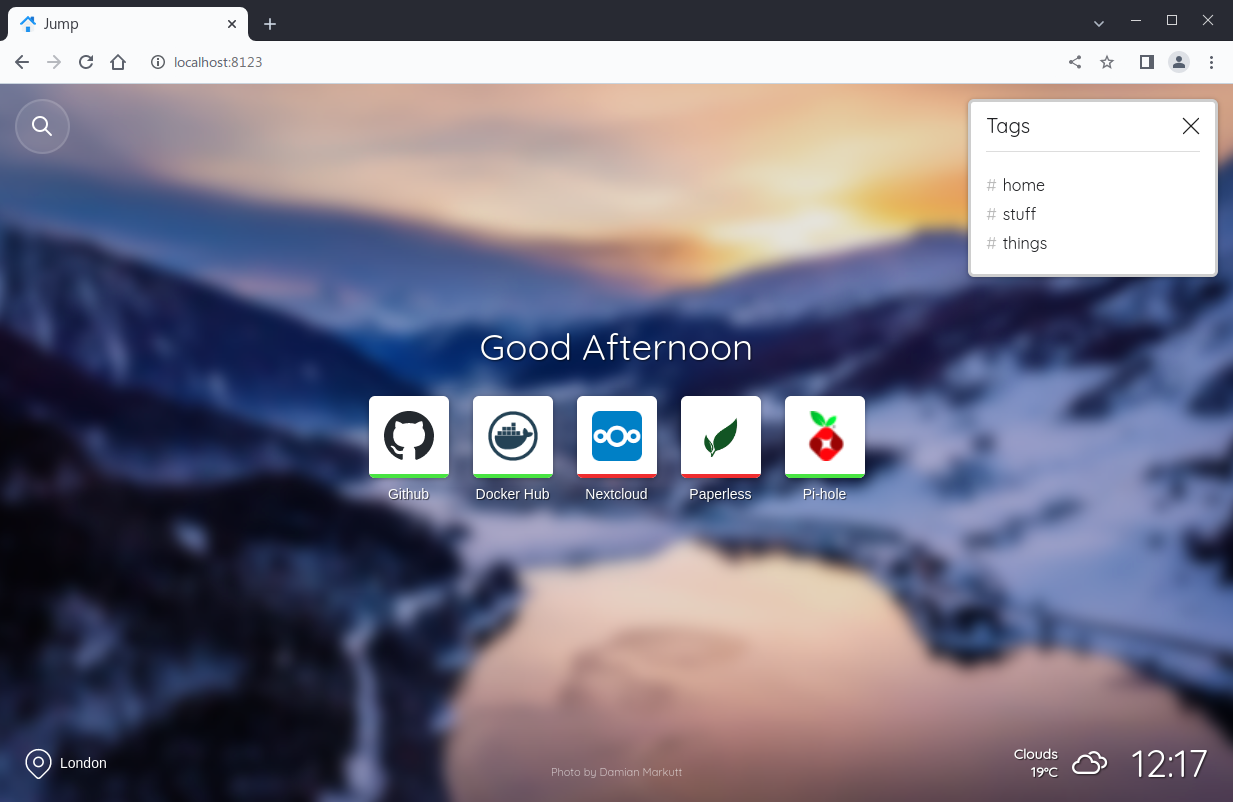 Jump
localhost:8123
Tags
# home
# stuff
# things
Good Afternoon
Github
Docker Hub
Nextcloud
Paperless
Pi-hole
London
Photo by Damian Markutt
Clouds
19°C
12:17